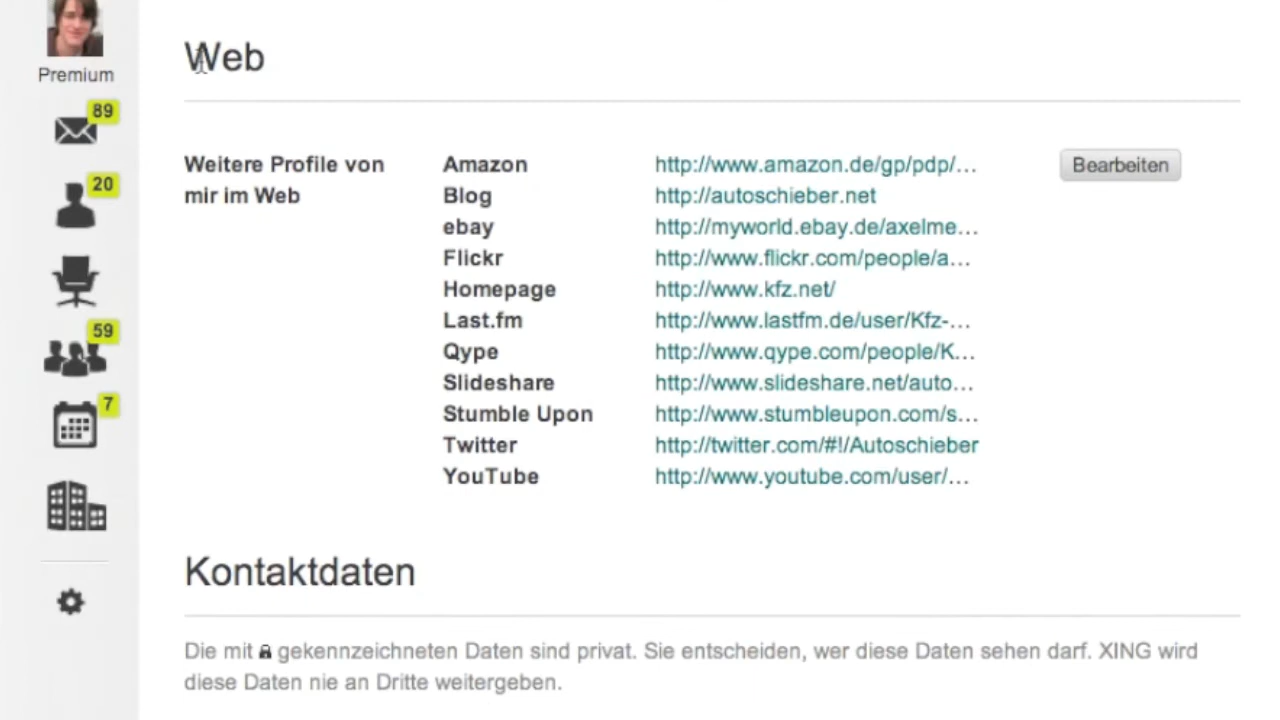 Web
Premium
89
20
59
7
Weitere Profile von
mir im Web
Amazon http://www.amazon.de/gp/pdp/…
Blog http://autoschieber.net
ebay http://myworld.ebay.de/axelme…
Flickr http://www.flickr.com/people/a…
Homepage http://www.kfz.net/
Last.fm http://www.lastfm.de/user/Kfz-…
Qype http://www.qype.com/people/K…
Slideshare http://www.slideshare.net/auto…
Stumble Upon http://www.stumbleupon.com/s…
Twitter http://twitter.com/#!/Autoschieber
YouTube http://www.youtube.com/user/…
Bearbeiten
Kontaktdaten
Die mit gekennzeichneten Daten sind privat. Sie entscheiden, wer diese Daten sehen darf. XING wird
diese Daten nie an Dritte weitergeben.